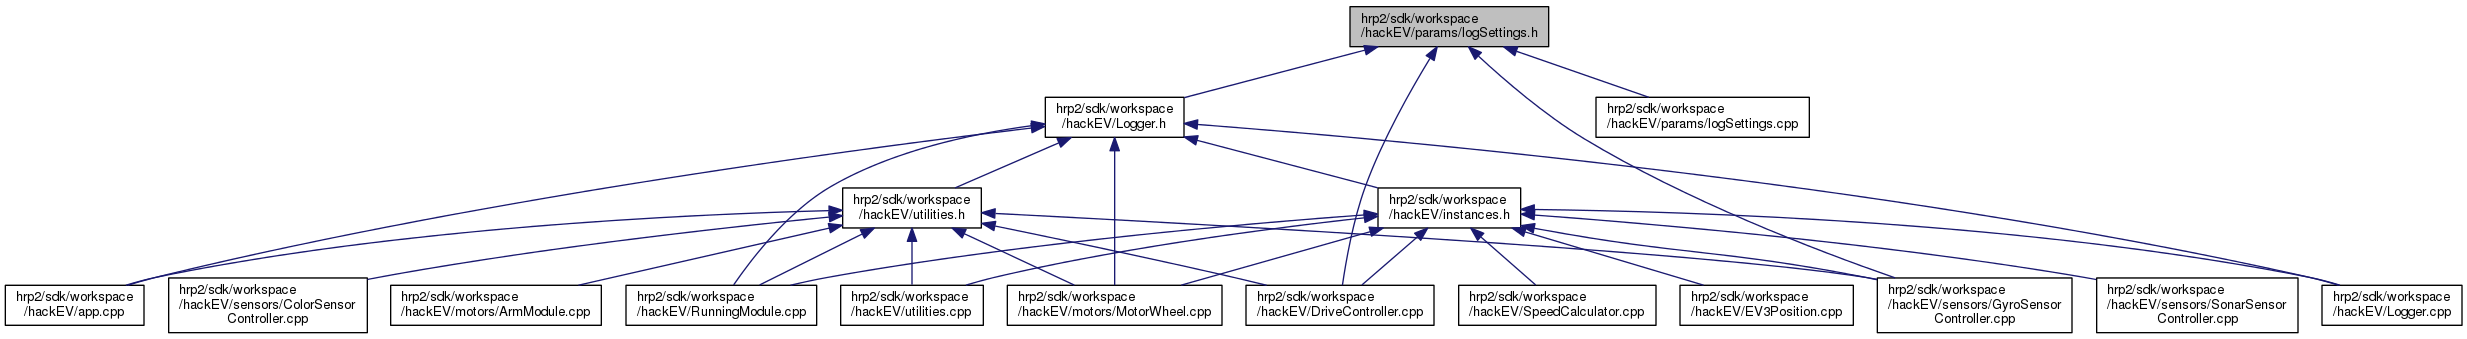 hrp2/sdk/workspace
/hackEV/params/logSettings.h
hrp2/sdk/workspace
/hackEV/Logger.h
hrp2/sdk/workspace
/hackEV/params/logSettings.cpp
hrp2/sdk/workspace
/hackEV/utilities.h
hrp2/sdk/workspace
/hackEV/instances.h
hrp2/sdk/workspace
/hackEV/app.cpp
hrp2/sdk/workspace
/hackEV/sensors/ColorSensor
Controller.cpp
hrp2/sdk/workspace
/hackEV/motors/ArmModule.cpp
hrp2/sdk/workspace
/hackEV/RunningModule.cpp
hrp2/sdk/workspace
/hackEV/utilities.cpp
hrp2/sdk/workspace
/hackEV/motors/MotorWheel.cpp
hrp2/sdk/workspace
/hackEV/DriveController.cpp
hrp2/sdk/workspace
/hackEV/SpeedCalculator.cpp
hrp2/sdk/workspace
/hackEV/EV3Position.cpp
hrp2/sdk/workspace
/hackEV/sensors/GyroSensor
Controller.cpp
hrp2/sdk/workspace
/hackEV/sensors/SonarSensor
Controller.cpp
hrp2/sdk/workspace
/hackEV/Logger.cpp